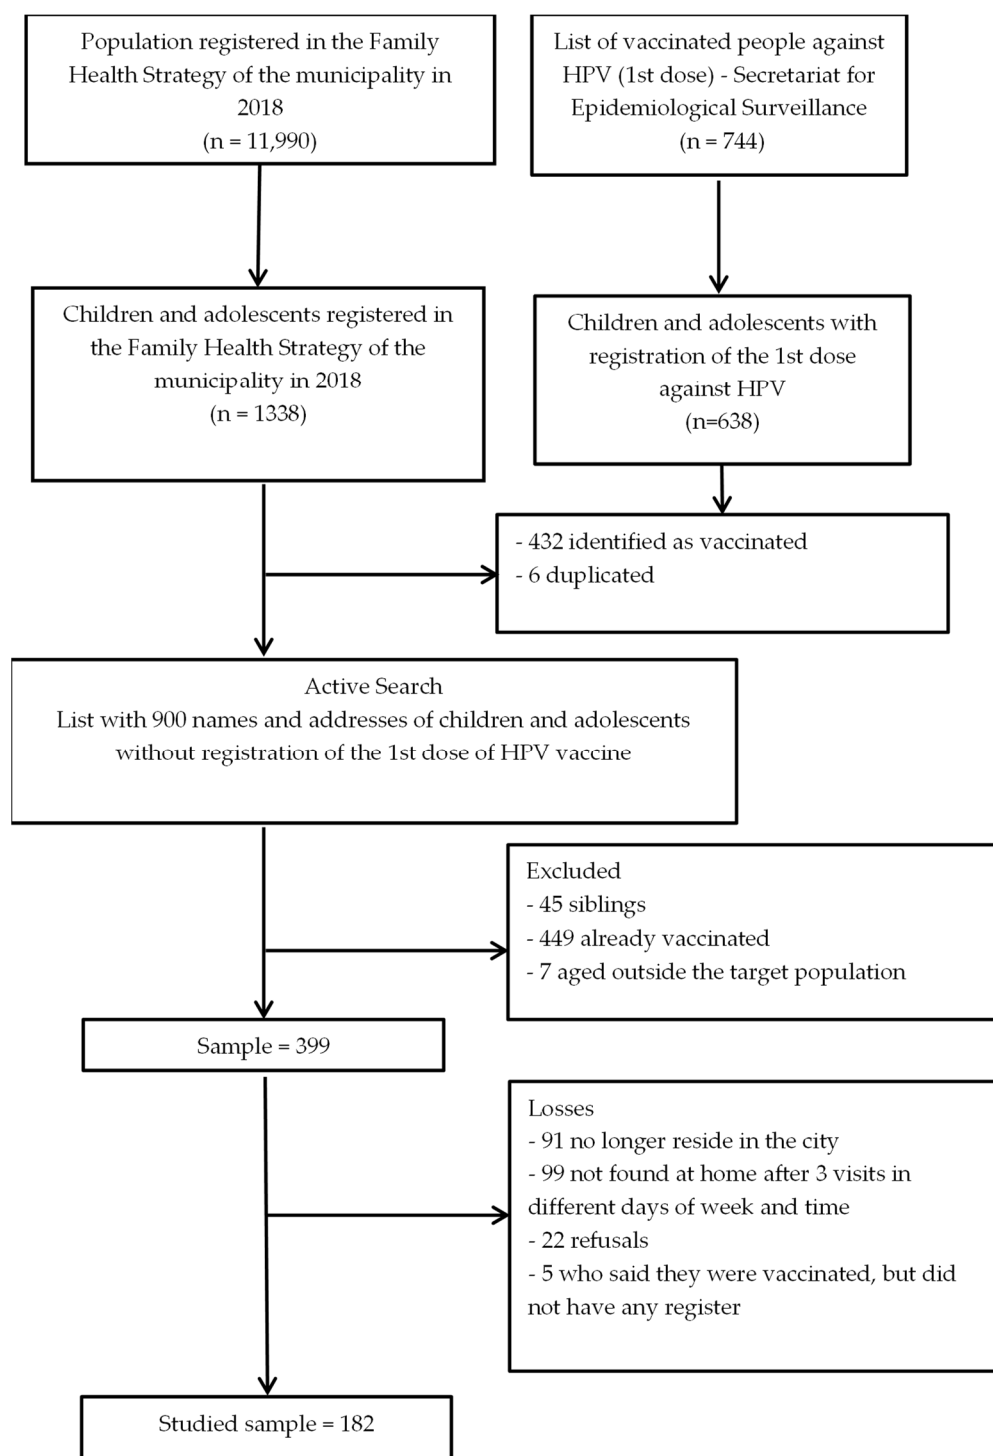 Population registered in the Family
Health Strategy of the municipality in
2018
(n = 11,990)
List of vaccinated people against
HPV (1st dose) - Secretariat for
Epidemiological Surveillance
(n = 744)
Children and adolescents registered in
the Family Health Strategy of the
municipality in 2018
(n = 1338)
Children and adolescents with
registration of the 1st dose
against HPV
(n=638)
- 432 identified as vaccinated
- 6 duplicated
Active Search
List with 900 names and addresses of children and adolescents
without registration of the 1st dose of HPV vaccine
Excluded
- 45 siblings
- 449 already vaccinated
- 7 aged outside the target population
Sample = 399
Losses
- 91 no longer reside in the city
- 99 not found at home after 3 visits in
different days of week and time
- 22 refusals
- 5 who said they were vaccinated, but did
not have any register
Studied sample = 182